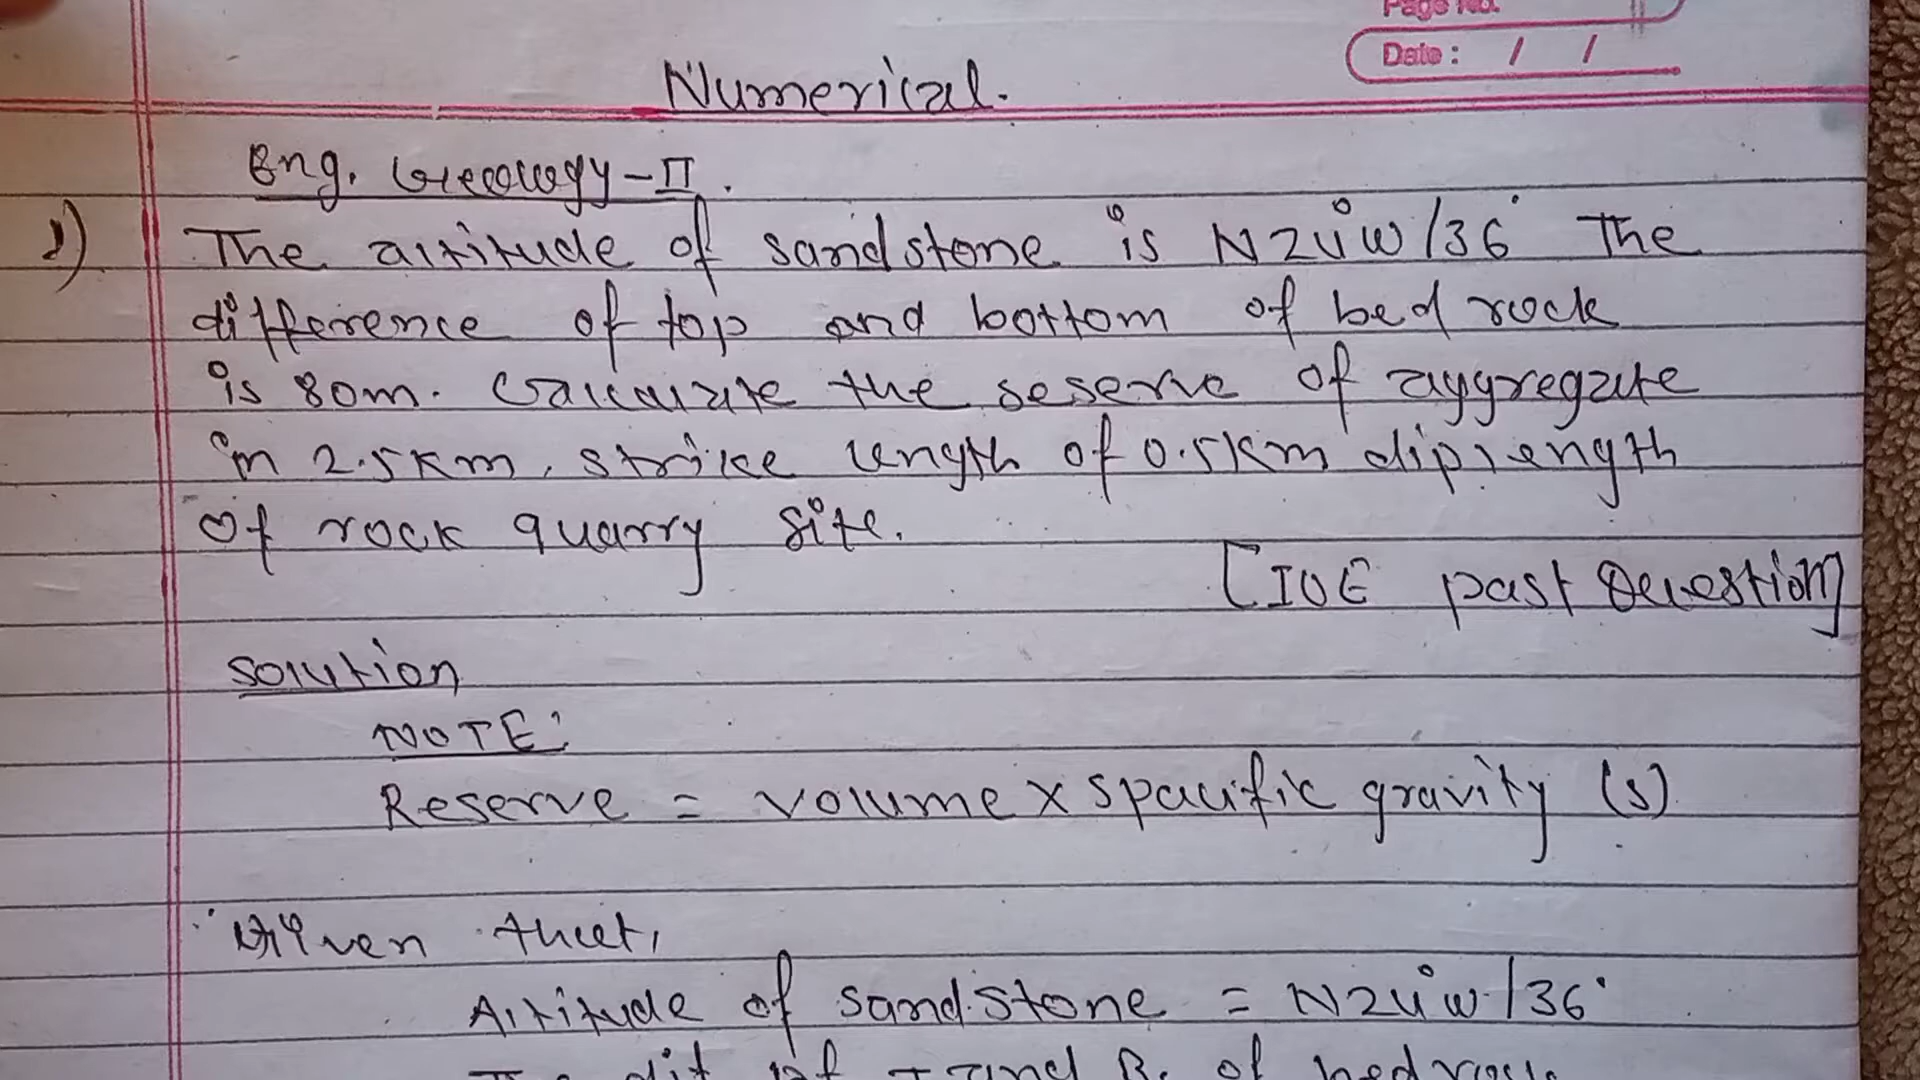 Page No.
Date: / /
Numerical.
Eng. Geology-II.
1) The altitude of sandstone is N24°W/36° The
difference of top and bottom of bed rock
is 80m. Calculate the reserve of aggregate
in 2.5km, strike length of 0.5km dip length
of rock quarry site.
[IOE past Question]
Solution
NOTE:
Reserve = volume x spacific gravity (s)
Given that,
Altitude of sandstone = N24°W/36°